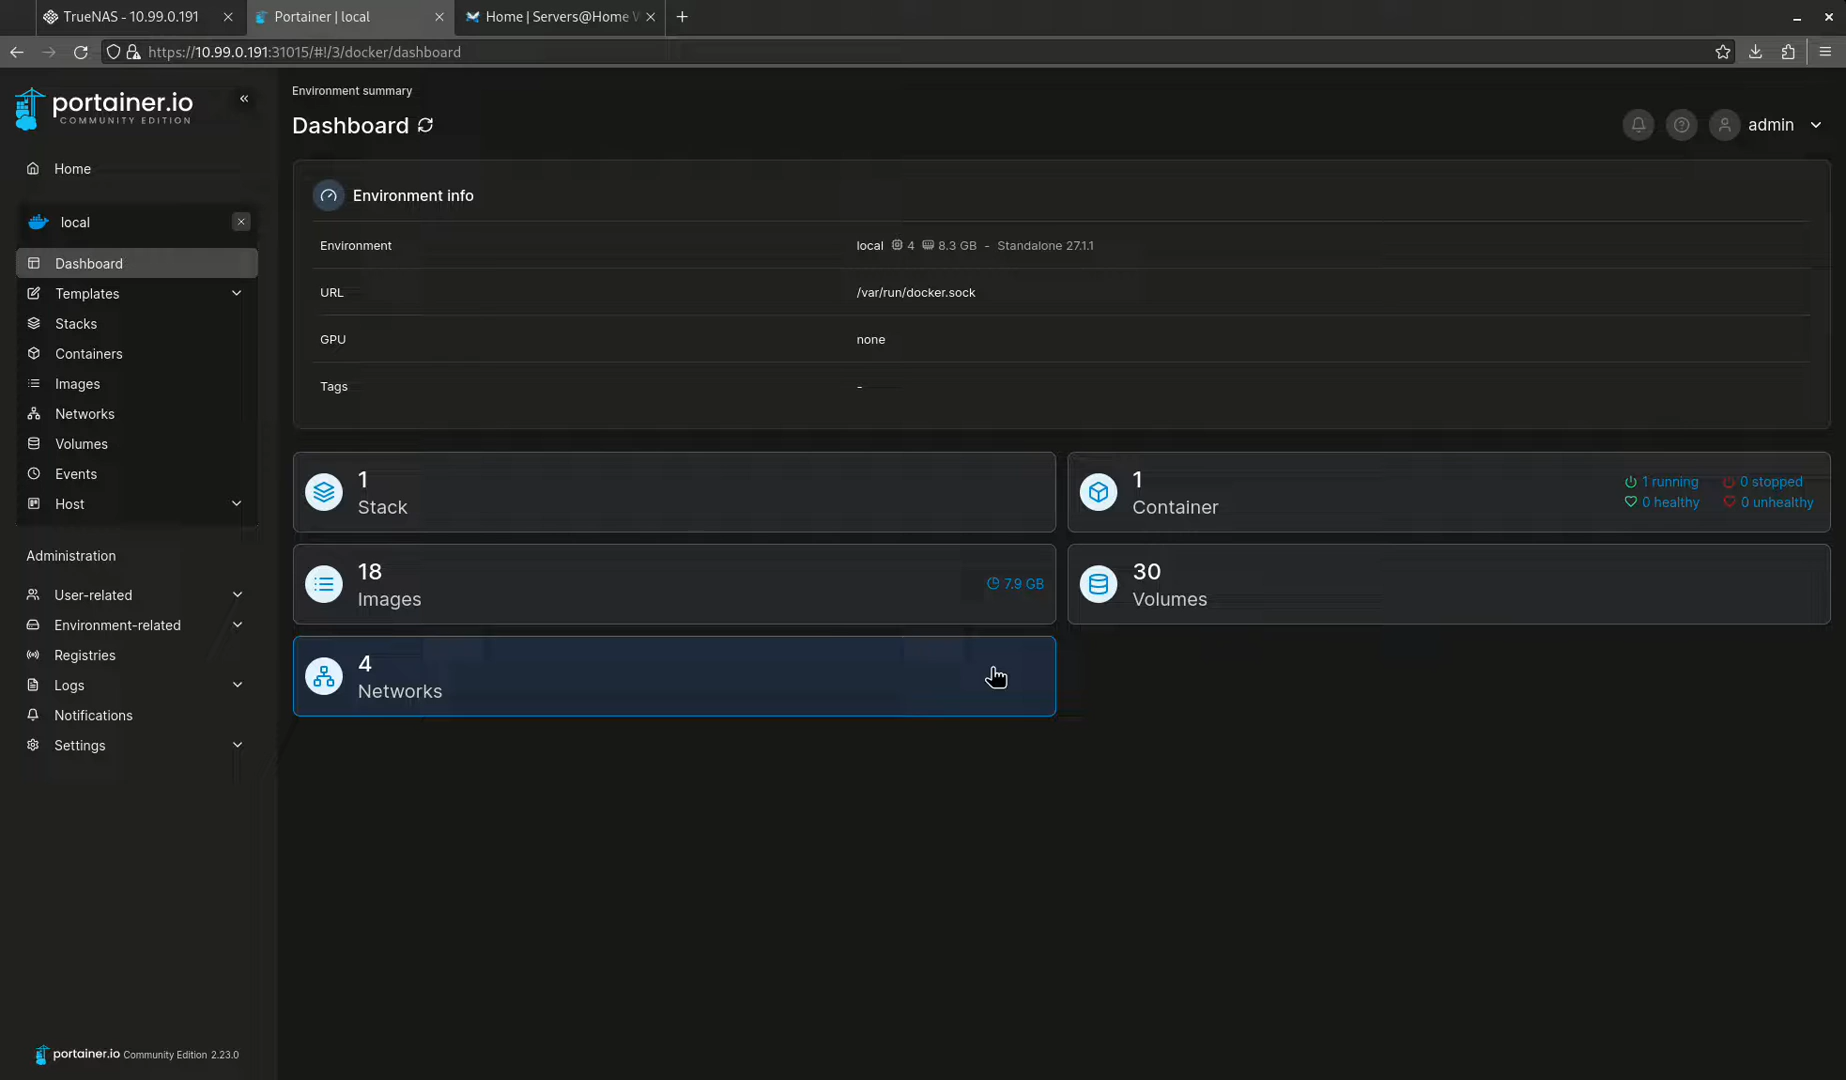 TrueNAS - 10.99.0.191
Portainer | local
Home | Servers@Home
https://10.99.0.191:31015/#!/3/docker/dashboard
portainer.io
COMMUNITY EDITION
Home
local
Dashboard
Templates
Stacks
Containers
Images
Networks
Volumes
Events
Host
Administration
User-related
Environment-related
Registries
Logs
Notifications
Settings
portainer.io Community Edition 2.23.0
Environment summary
Dashboard
admin
Environment info
Environment local 4 8.3 GB - Standalone 27.1.1
URL /var/run/docker.sock
GPU none
Tags -
1
Stack
1
Container
1 running 0 stopped
0 healthy 0 unhealthy
18
Images
7.9 GB
30
Volumes
4
Networks